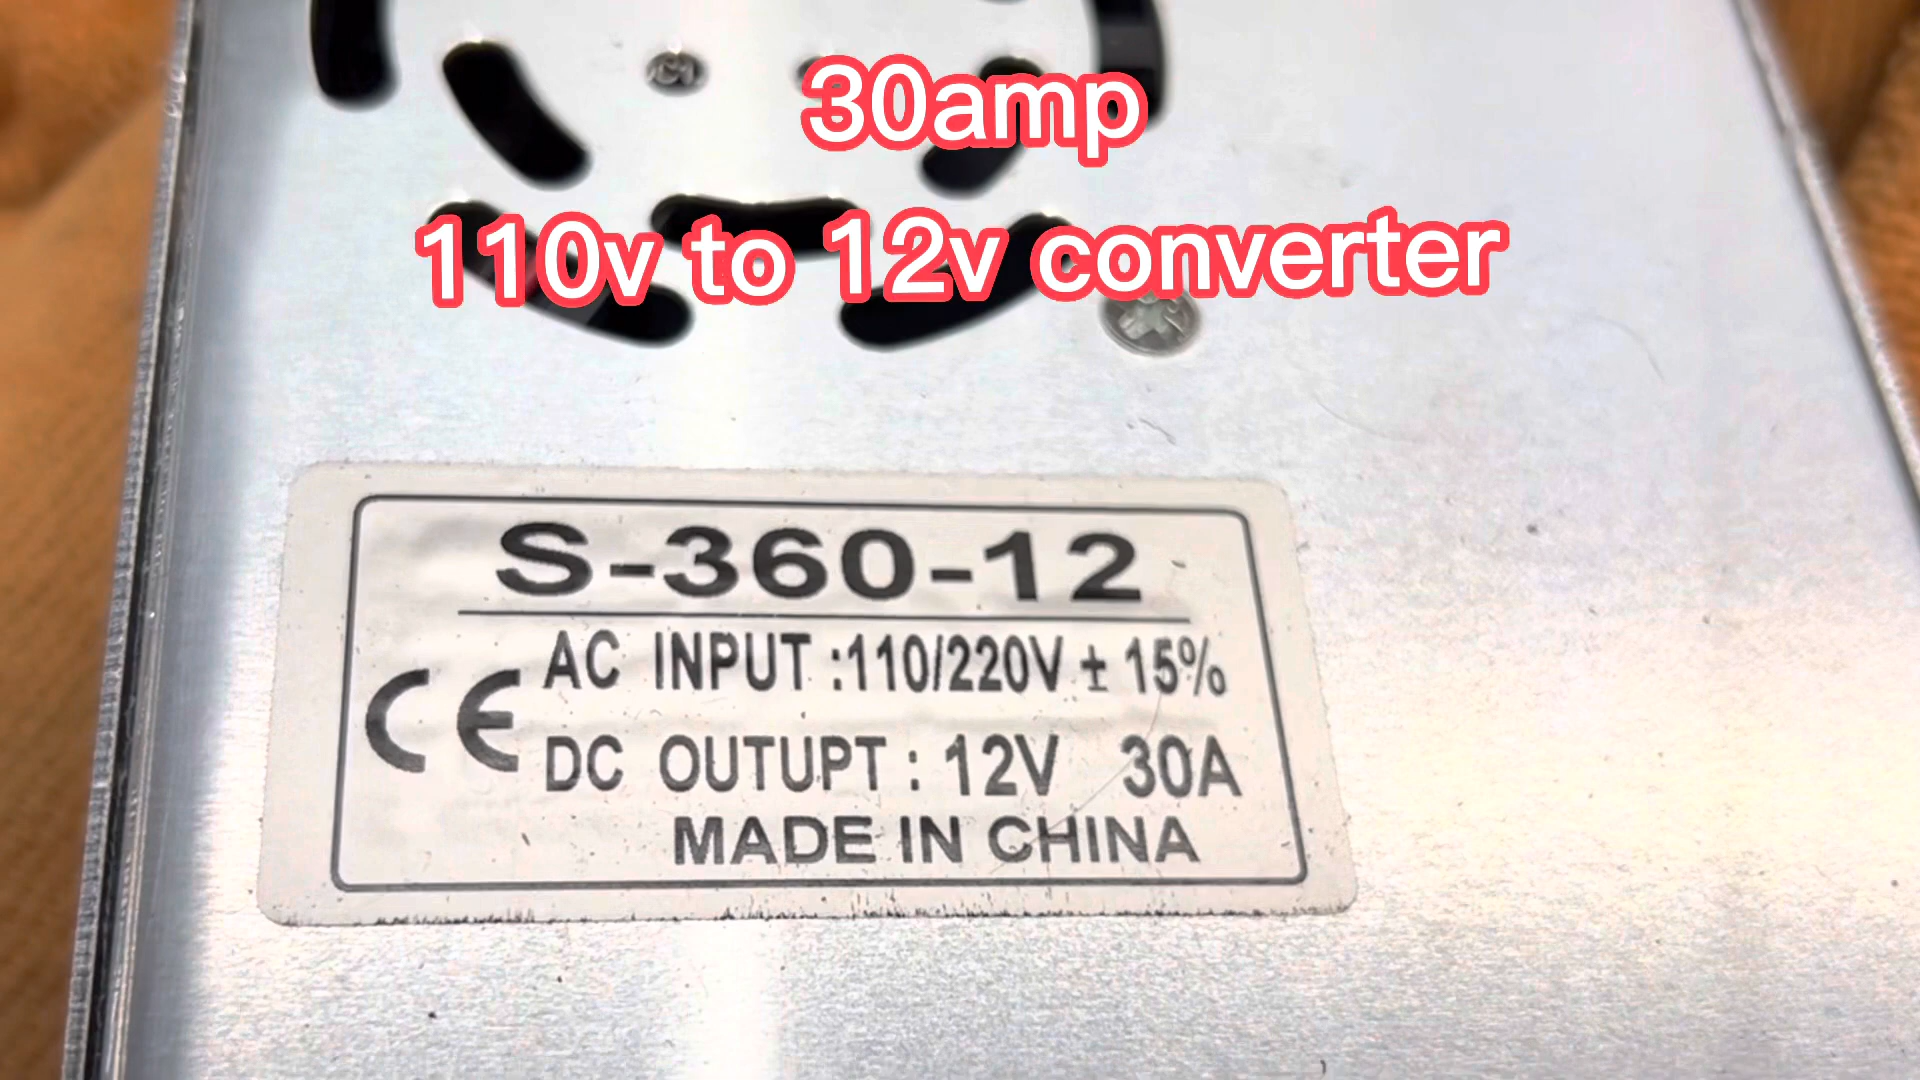 30amp
110v to 12v converter
S-360-12
AC INPUT :110/220V ± 15%
CE
DC OUTUPT : 12V 30A
MADE IN CHINA